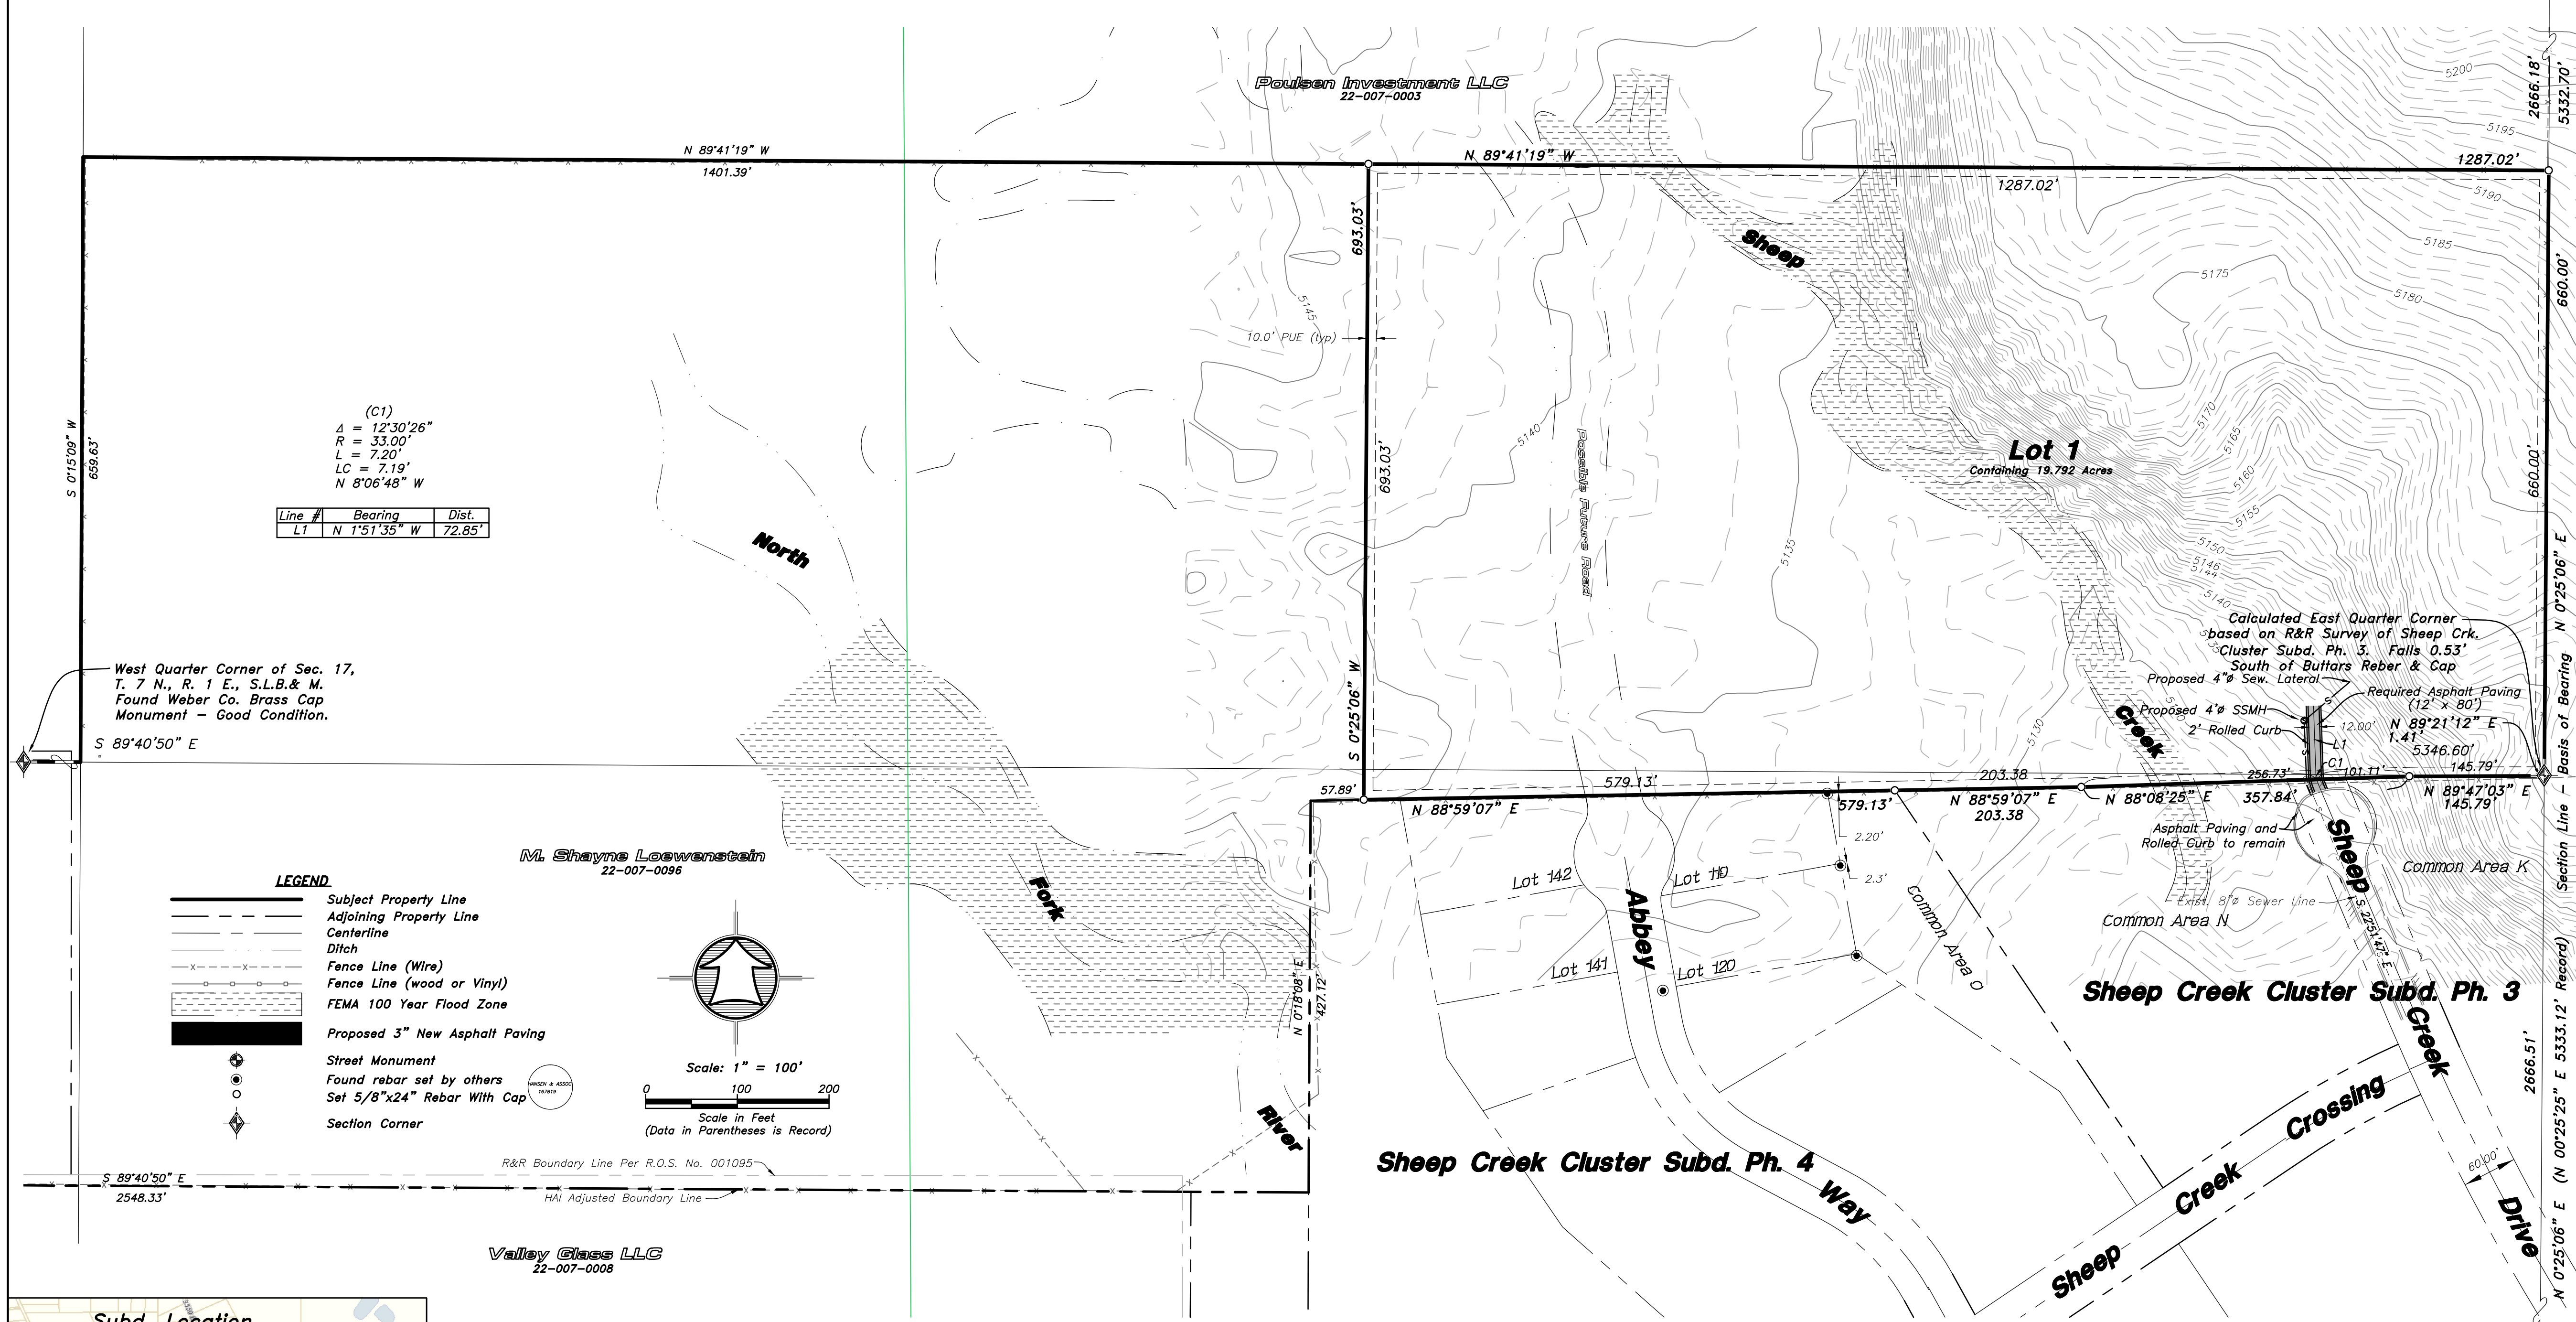 Poulsen Investment LLC
22-007-0003
5200
5195
5190
5185
5180
5175
2666.18'
5332.70'
N 89°41'19" W
1401.39'
N 89°41'19" W
1287.02'
1287.02'
693.03'
693.03'
S 0°25'06" W
5145
10.0' PUE (typ)
Sheep
Creek
660.00'
660.00'
5140
5135
5130
Possible Future Road
Lot 1
Containing 19.792 Acres
5170
5165
5160
5155
5150
5146
5144
5140
5135
S 0°15'09" W
659.63'
(C1)
Δ = 12°30'26"
R = 33.00'
L = 7.20'
LC = 7.19'
N 8°06'48" W
Line # Bearing Dist.
L1 N 1°51'35" W 72.85'
North
Fork
River
West Quarter Corner of Sec. 17,
T. 7 N., R. 1 E., S.L.B.& M.
Found Weber Co. Brass Cap
Monument - Good Condition.
S 89°40'50" E
Calculated East Quarter Corner
based on R&R Survey of Sheep Crk.
Cluster Subd. Ph. 3. Falls 0.53'
South of Buttars Reber & Cap
Proposed 4"ø Sew. Lateral
Required Asphalt Paving
(12' x 80')
Proposed 4'ø SSMH
2' Rolled Curb
12.00'
N 89°21'12" E
1.41'
L1
5346.60'
C1
256.73'
101.11'
145.79'
57.89'
579.13'
203.38
N 88°59'07" E
579.13'
N 88°59'07" E
203.38
N 88°08'25" E
357.84'
N 89°47'03" E
145.79'
2.20'
2.3'
Asphalt Paving and
Rolled Curb to remain
Common Area K
Exist. 8"ø Sewer Line
Common Area N
S 22°51'47" E
Sheep
Creek
Drive
60.00'
Lot 142
Lot 110
Lot 141
Lot 120
Abbey
Way
Common Area O
Sheep Creek Cluster Subd. Ph. 3
Sheep Creek Cluster Subd. Ph. 4
Sheep Creek Crossing
N 0°25'06" E
Section Line - Basis of Bearing
N 0°25'06" E (N 00°25'25" E 5333.12' Record)
2666.51'
M. Shayne Loewenstein
22-007-0096
N 0°18'08" E
427.12'
LEGEND
Subject Property Line
Adjoining Property Line
Centerline
Ditch
Fence Line (Wire)
Fence Line (wood or Vinyl)
FEMA 100 Year Flood Zone
Proposed 3" New Asphalt Paving
Street Monument
Found rebar set by others
Set 5/8"x24" Rebar With Cap
HANSEN & ASSOC
167819
Section Corner
Scale: 1" = 100'
0 100 200
Scale in Feet
(Data in Parentheses is Record)
R&R Boundary Line Per R.O.S. No. 001095
S 89°40'50" E
2548.33'
HAI Adjusted Boundary Line
Valley Glass LLC
22-007-0008
Subd. Location